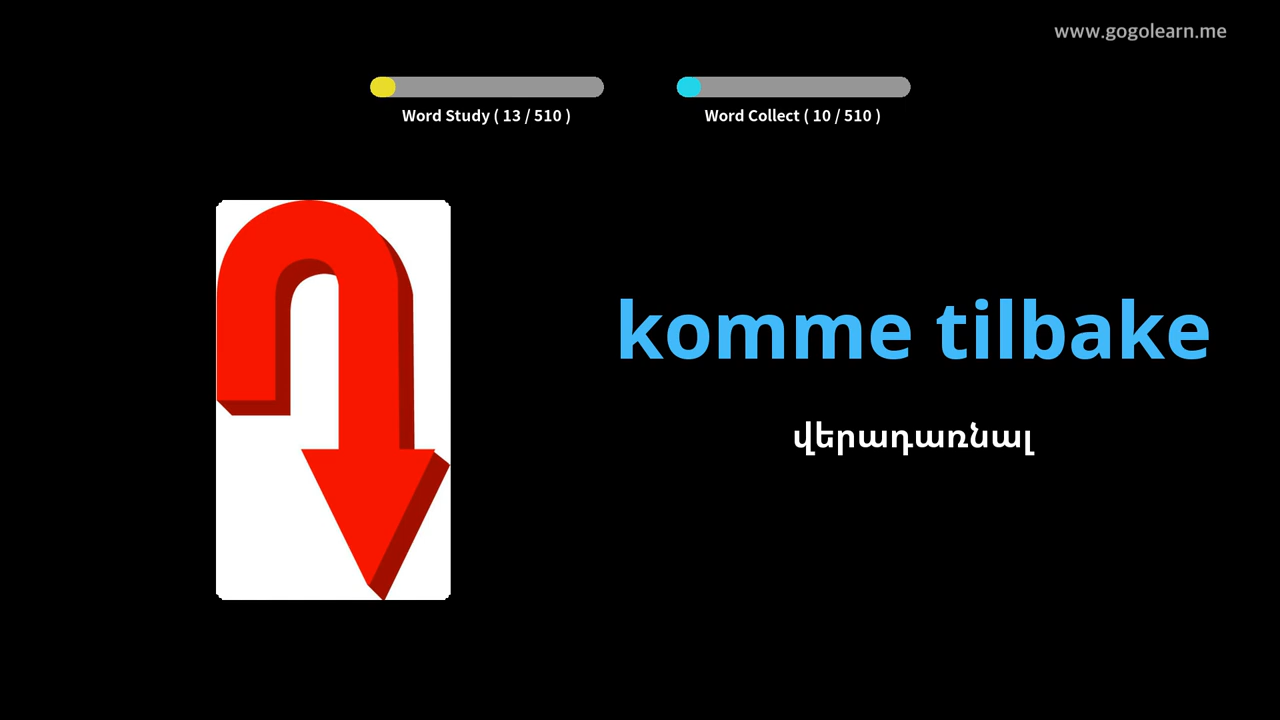 www.gogolearn.me
Word Study ( 13 / 510 )
Word Collect ( 10 / 510 )
komme tilbake
վերադառնալ